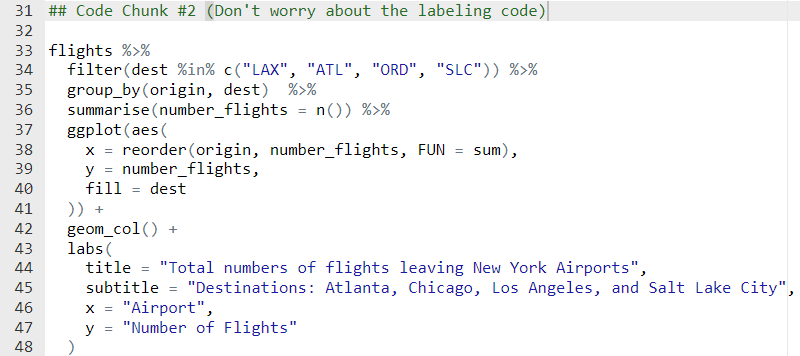 31 ## Code Chunk #2 (Don't worry about the labeling code)
32
33 flights %>%
34   filter(dest %in% c("LAX", "ATL", "ORD", "SLC")) %>%
35   group_by(origin, dest)  %>%
36   summarise(number_flights = n()) %>%
37   ggplot(aes(
38     x = reorder(origin, number_flights, FUN = sum),
39     y = number_flights,
40     fill = dest
41   )) +
42   geom_col() +
43   labs(
44     title = "Total numbers of flights leaving New York Airports",
45     subtitle = "Destinations: Atlanta, Chicago, Los Angeles, and Salt Lake City",
46     x = "Airport",
47     y = "Number of Flights"
48   )